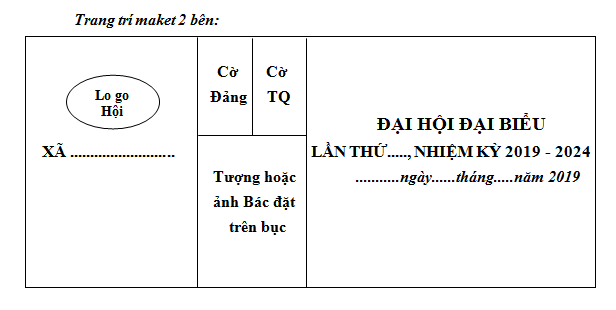 Trang trí maket 2 bên:
Lo go
Hội
XÃ ..........................
Cờ
Đảng
Cờ
TQ
Tượng hoặc
ảnh Bác đặt
trên bục
ĐẠI HỘI ĐẠI BIỂU
LẦN THỨ....., NHIỆM KỲ 2019 - 2024
...........ngày......tháng.....năm 2019